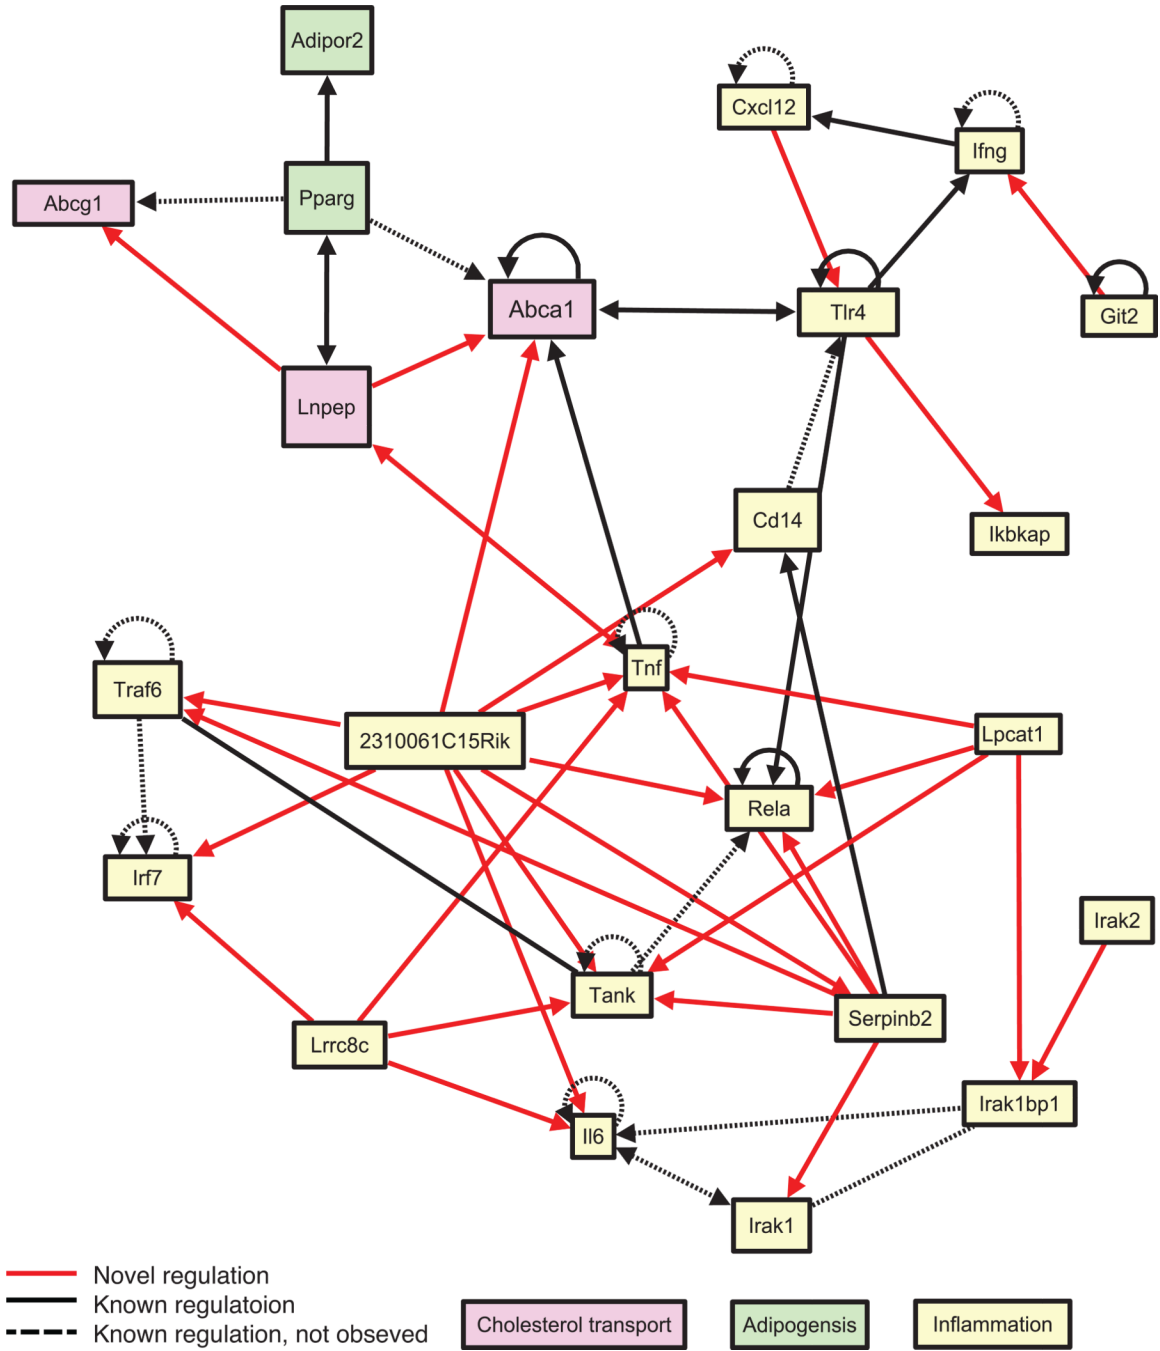 Adipor2
Cxcl12
Ifng
Pparg
Abcg1
Abca1
Tlr4
Git2
Lnpep
Cd14
Ikbkap
Tnf
Traf6
2310061C15Rik
Lpcat1
Rela
Irf7
Irak2
Tank
Serpinb2
Lrrc8c
Irak1bp1
Il6
Irak1
Novel regulation
Known regulatoion
Known regulation, not obseved
Cholesterol transport
Adipogensis
Inflammation